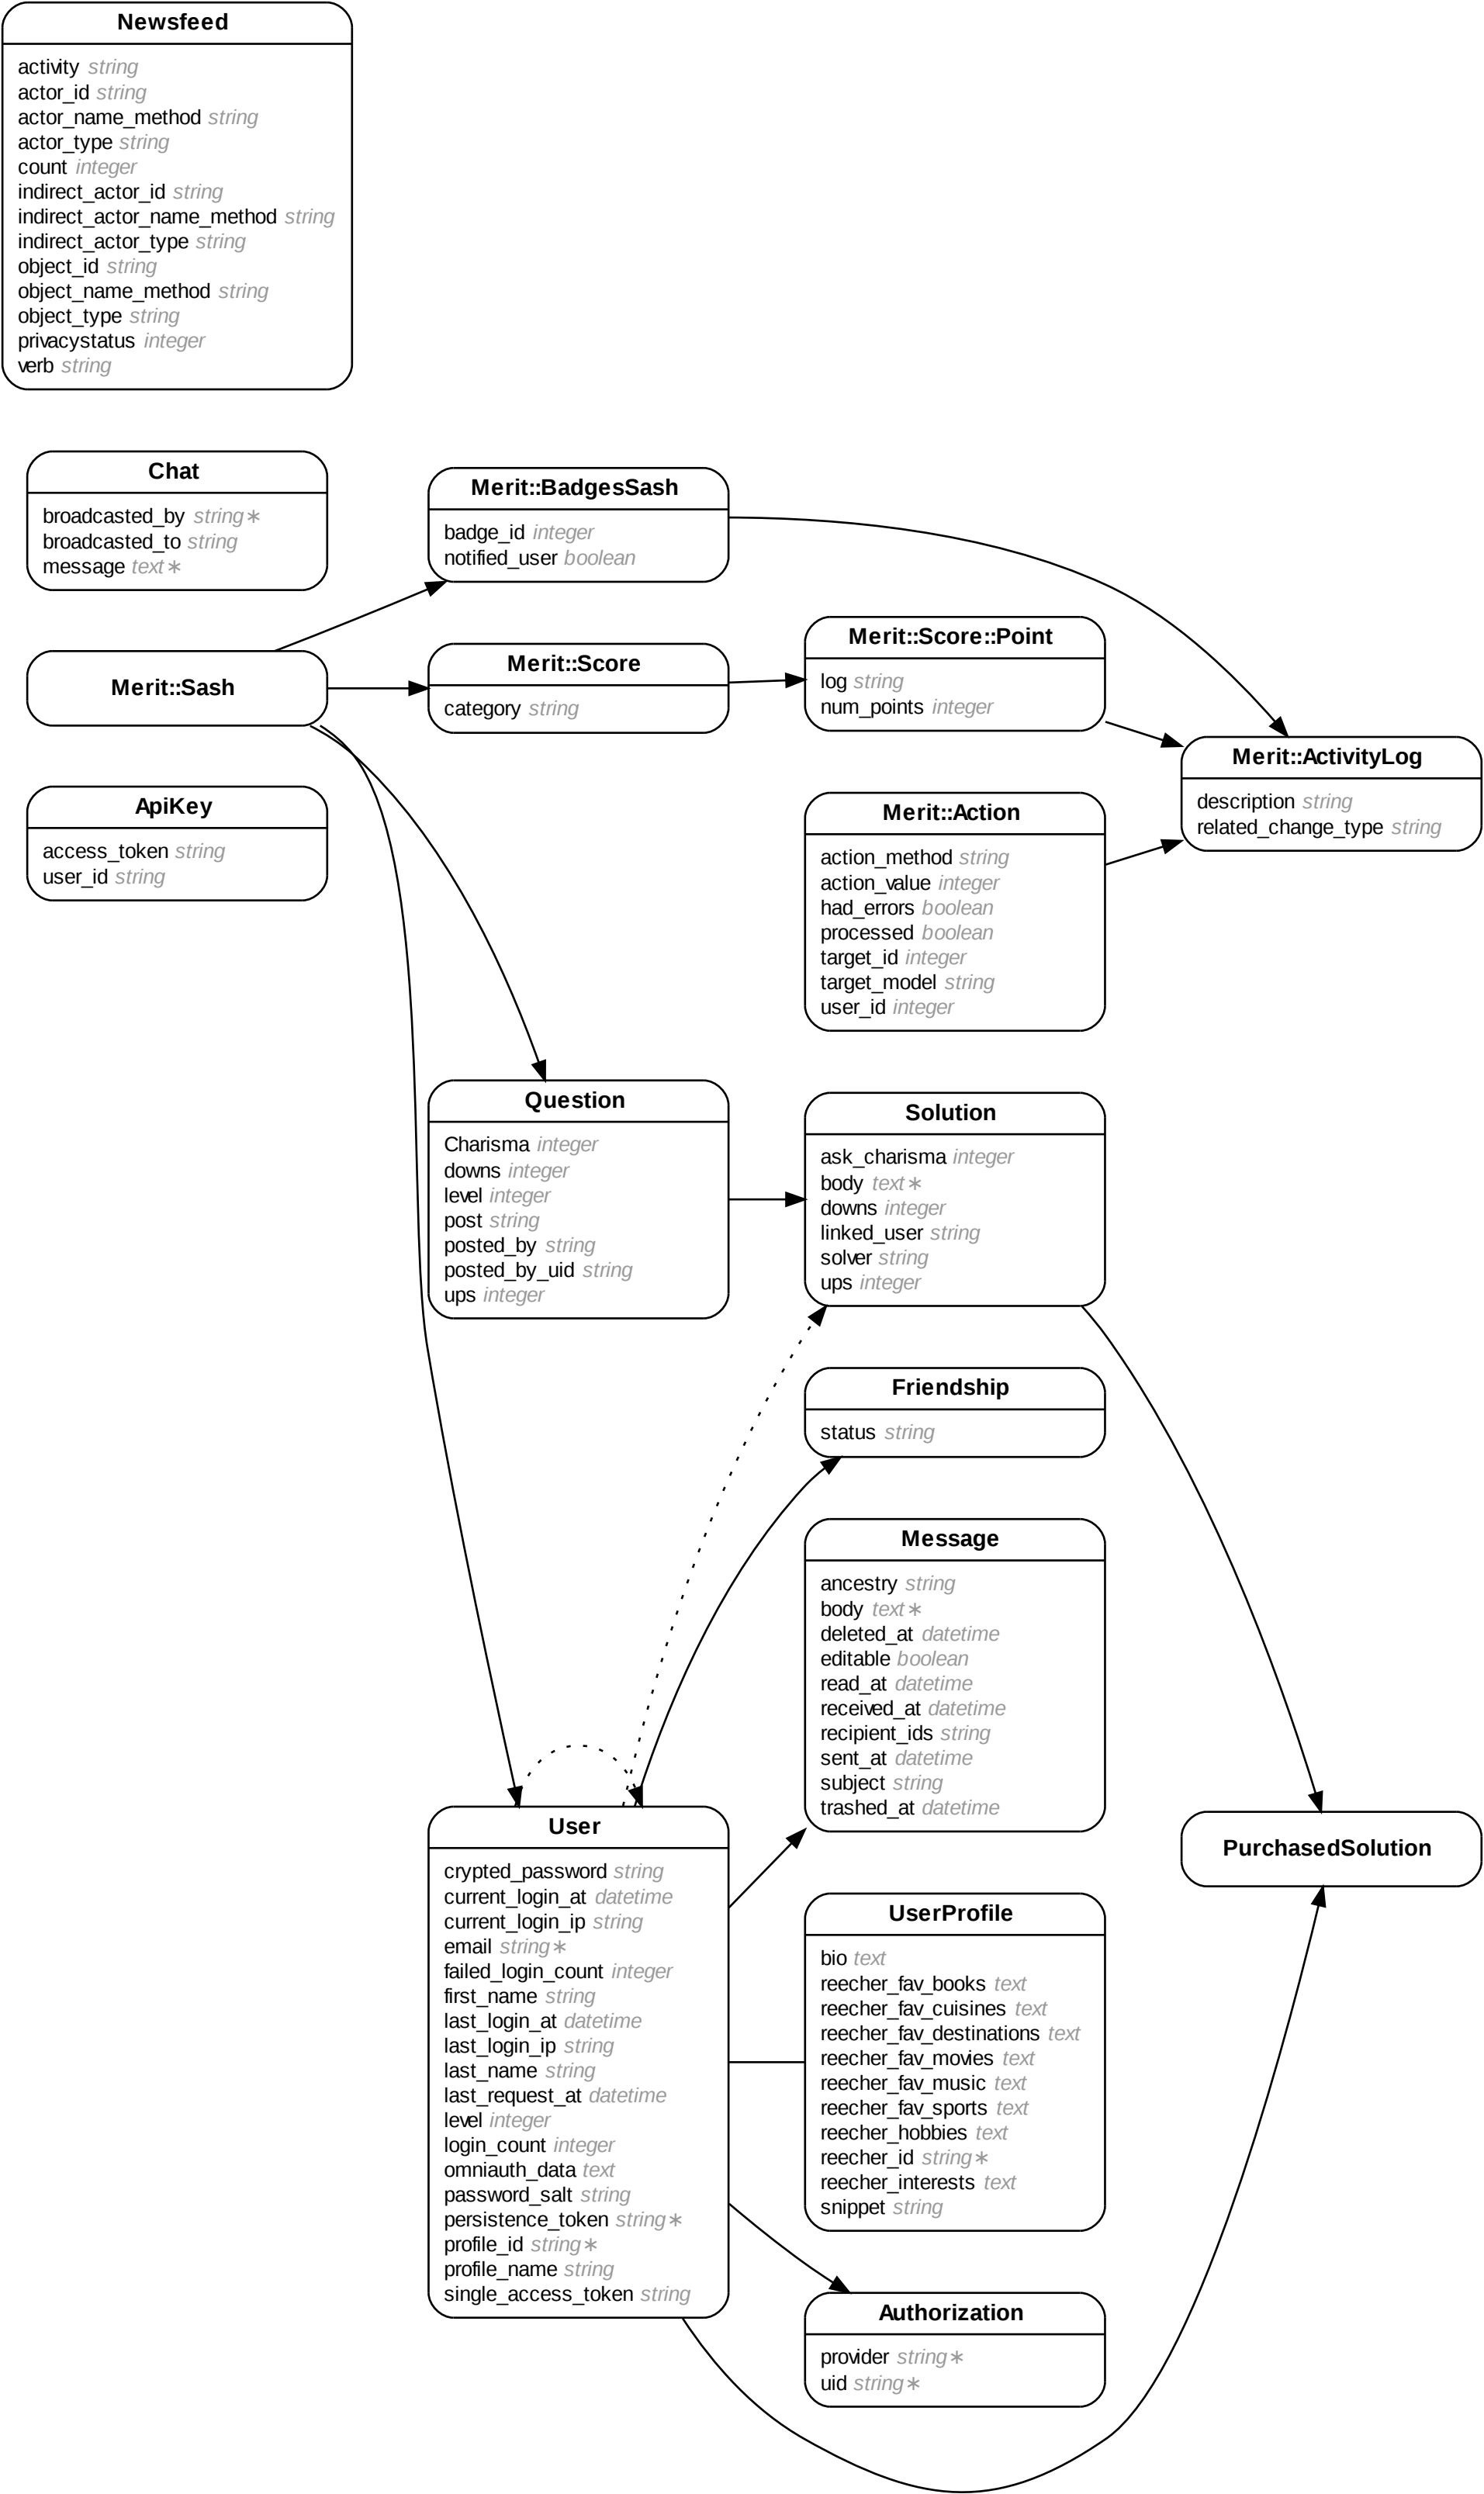 Newsfeed
activity string
actor_id string
actor_name_method string
actor_type string
count integer
indirect_actor_id string
indirect_actor_name_method string
indirect_actor_type string
object_id string
object_name_method string
object_type string
privacystatus integer
verb string
Chat
broadcasted_by string∗
broadcasted_to string
message text∗
Merit::Sash
ApiKey
access_token string
user_id string
Merit::BadgesSash
badge_id integer
notified_user boolean
Merit::Score
category string
Merit::Score::Point
log string
num_points integer
Merit::ActivityLog
description string
related_change_type string
Merit::Action
action_method string
action_value integer
had_errors boolean
processed boolean
target_id integer
target_model string
user_id integer
Question
Charisma integer
downs integer
level integer
post string
posted_by string
posted_by_uid string
ups integer
Solution
ask_charisma integer
body text∗
downs integer
linked_user string
solver string
ups integer
Friendship
status string
Message
ancestry string
body text∗
deleted_at datetime
editable boolean
read_at datetime
received_at datetime
recipient_ids string
sent_at datetime
subject string
trashed_at datetime
User
crypted_password string
current_login_at datetime
current_login_ip string
email string∗
failed_login_count integer
first_name string
last_login_at datetime
last_login_ip string
last_name string
last_request_at datetime
level integer
login_count integer
omniauth_data text
password_salt string
persistence_token string∗
profile_id string∗
profile_name string
single_access_token string
PurchasedSolution
UserProfile
bio text
reecher_fav_books text
reecher_fav_cuisines text
reecher_fav_destinations text
reecher_fav_movies text
reecher_fav_music text
reecher_fav_sports text
reecher_hobbies text
reecher_id string∗
reecher_interests text
snippet string
Authorization
provider string∗
uid string∗